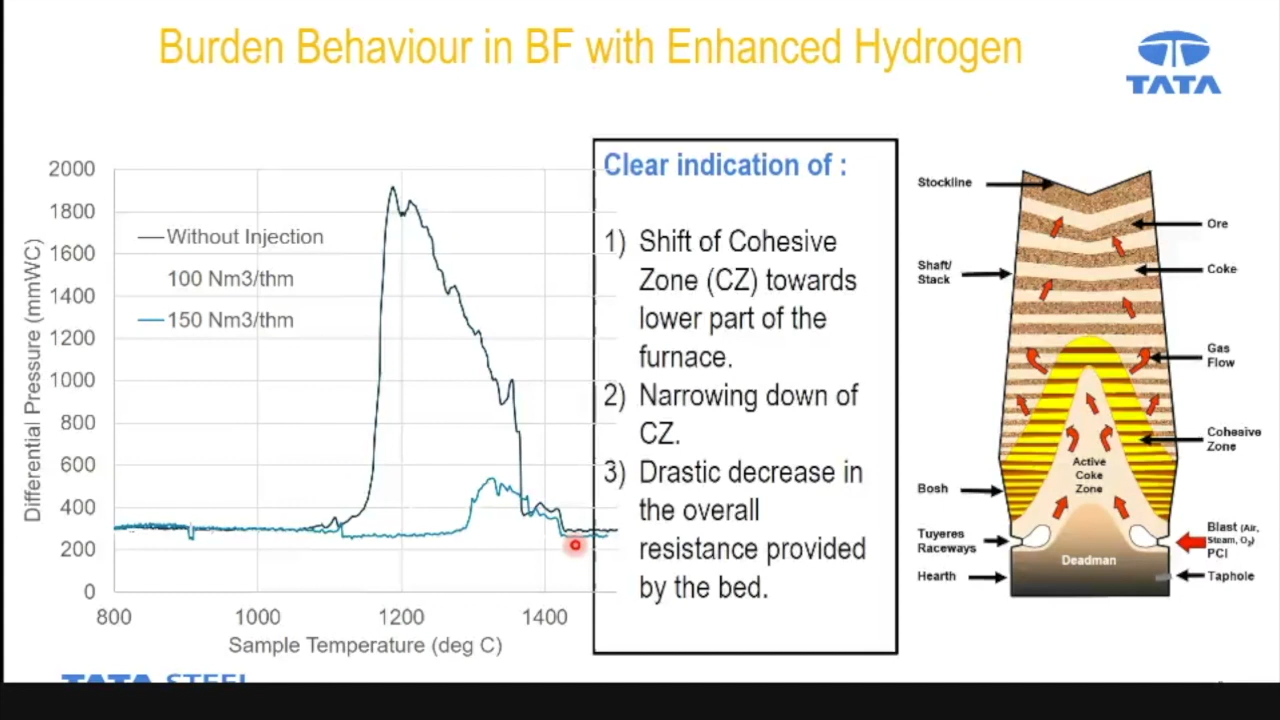 Burden Behaviour in BF with Enhanced Hydrogen
TATA
2000
1800
1600
1400
1200
1000
800
600
400
200
0
Differential Pressure (mmWC)
Without Injection
100 Nm3/thm
150 Nm3/thm
800
1000
1200
1400
Sample Temperature (deg C)
Clear indication of :
1) Shift of Cohesive
Zone (CZ) towards
lower part of the
furnace.
2) Narrowing down of
CZ.
3) Drastic decrease in
the overall
resistance provided
by the bed.
Stockline
Shaft/
Stack
Bosh
Tuyeres
Raceways
Hearth
Ore
Coke
Gas
Flow
Cohesive
Zone
Blast (Air,
Steam, O2)
PCI
Taphole
Active
Coke
Zone
Deadman
TATA STEEL